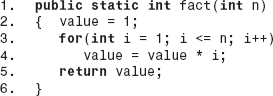 1. public static int fact(int n)
2. { value = 1;
3. for(int i = 1; i <= n; i++)
4. value = value * i;
5. return value;
6. }